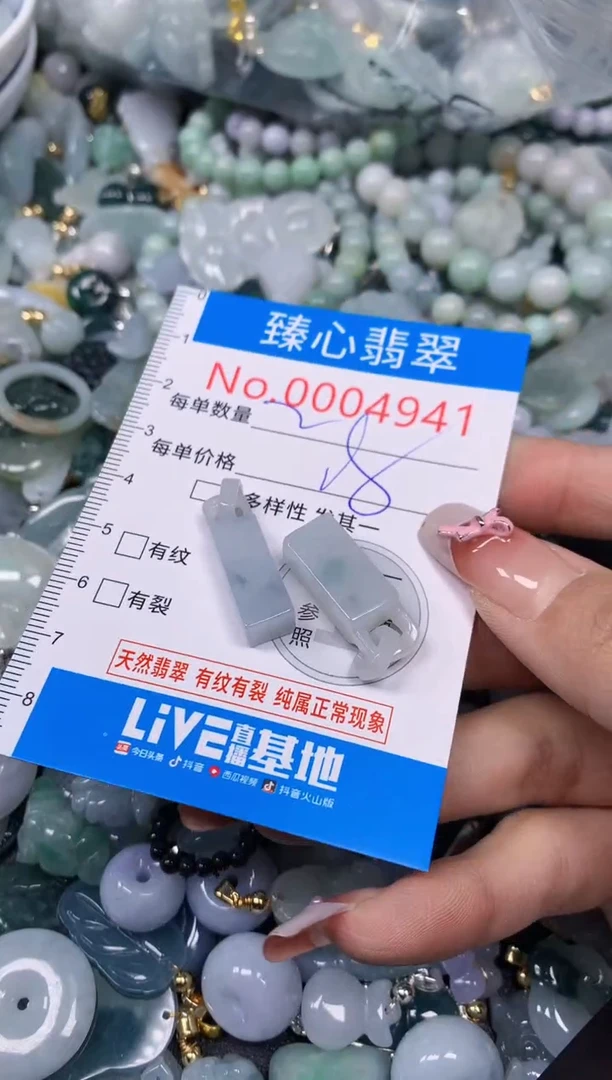 0
1
臻心翡翠
No.0004941
2
每单数量
3
每单价格
8
4
多样性 发其一
5
有纹
6
有裂
参
照
一
7
天然翡翠 有纹有裂 纯属正常现象
8
LiVE直播基地
今日头条 抖音 西瓜视频 抖音火山版